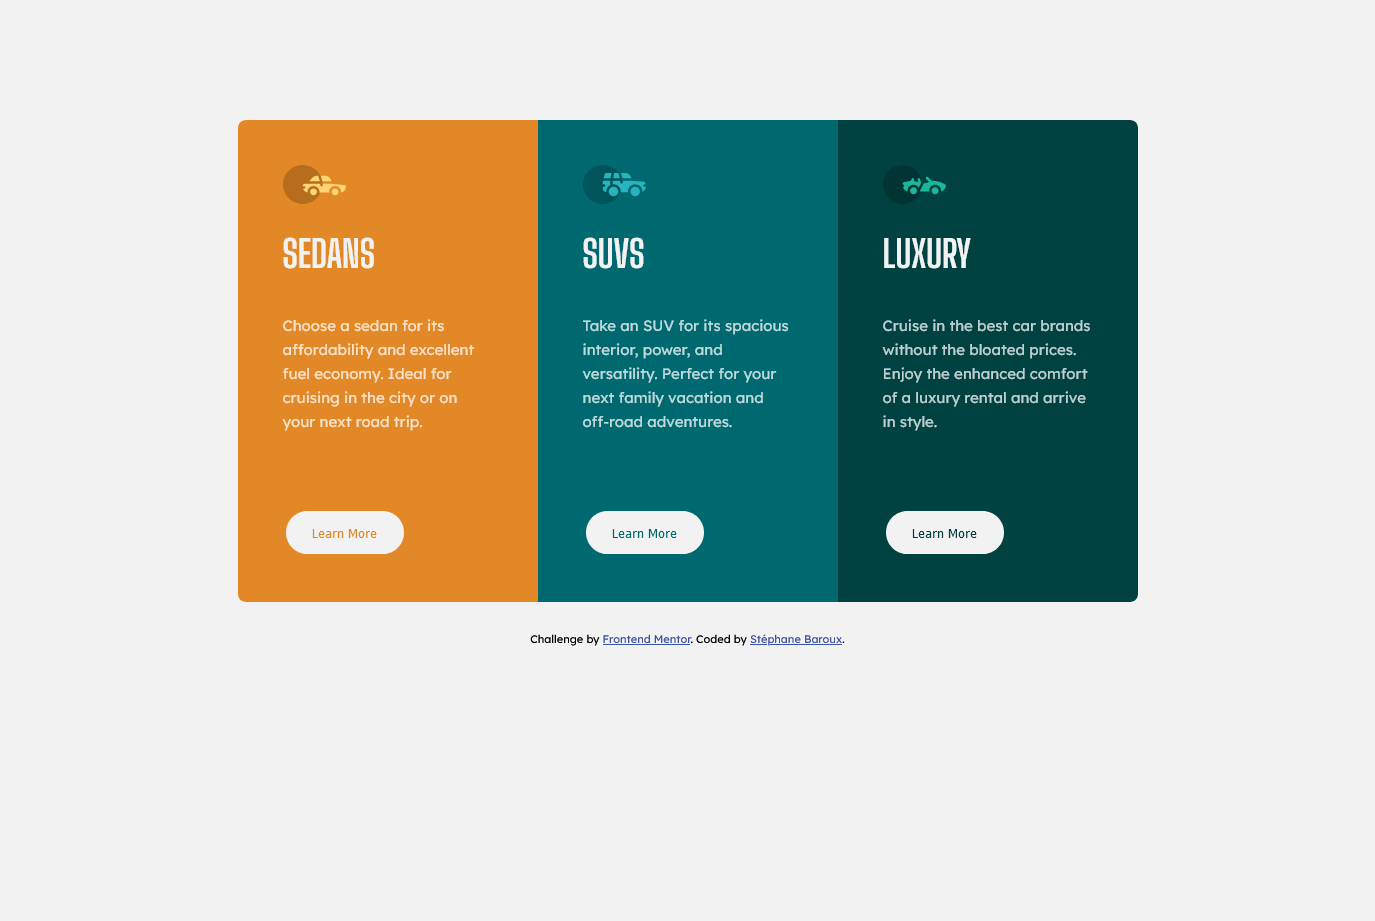 SEDANS
Choose a sedan for its
affordability and excellent
fuel economy. Ideal for
cruising in the city or on
your next road trip.
Learn More
SUVS
Take an SUV for its spacious
interior, power, and
versatility. Perfect for your
next family vacation and
off-road adventures.
Learn More
LUXURY
Cruise in the best car brands
without the bloated prices.
Enjoy the enhanced comfort
of a luxury rental and arrive
in style.
Learn More
Challenge by Frontend Mentor. Coded by Stéphane Baroux.